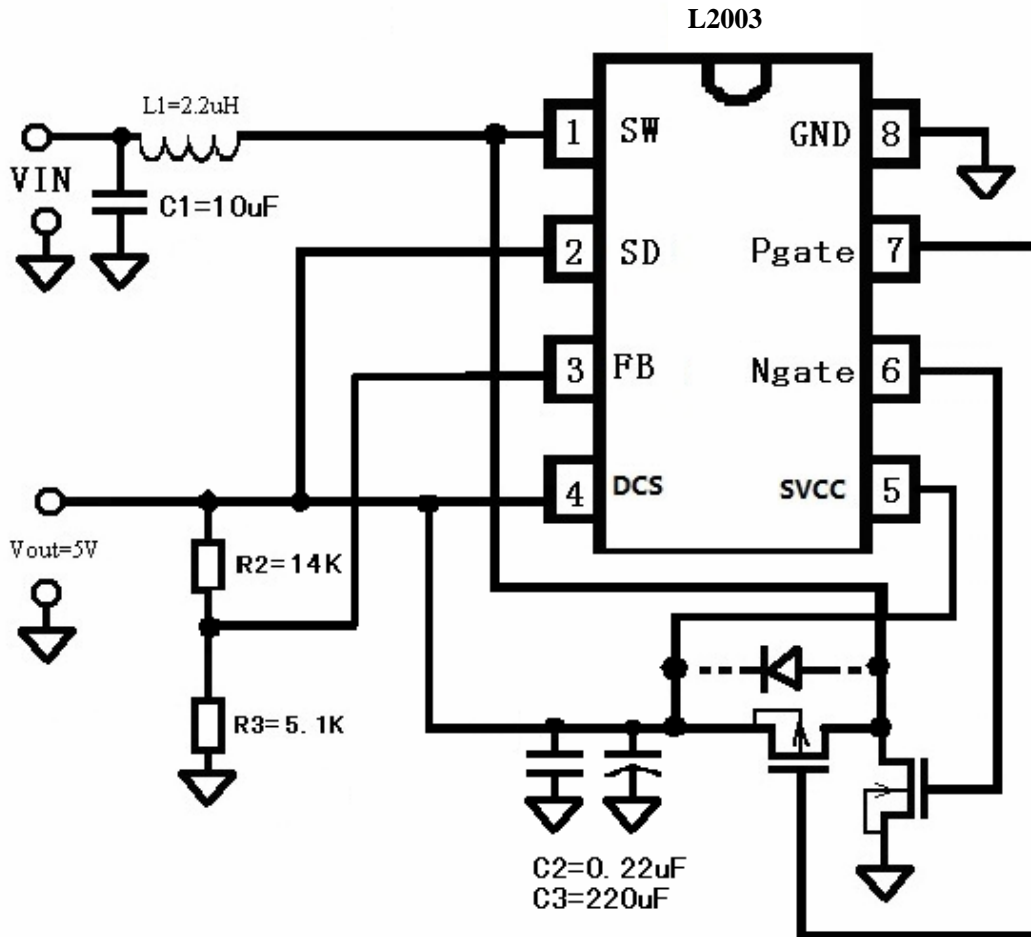 L2003
L1=2.2uH
VIN
C1=10uF
1 SW
GND 8
2 SD
Pgate 7
3 FB
Ngate 6
4 DCS
SVCC 5
Vout=5V
R2=14K
R3=5.1K
C2=0.22uF
C3=220uF